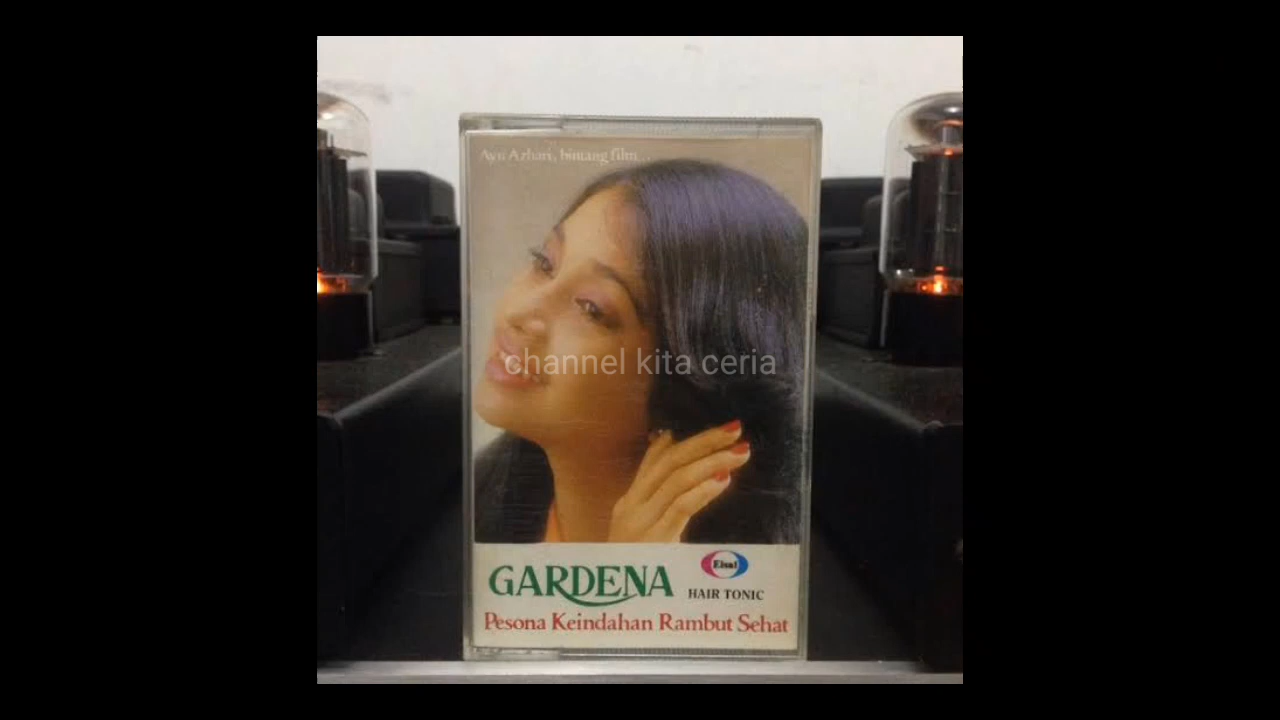 Ayu Azhari, bintang film...
channel kita ceria
GARDENA
Eisai
HAIR TONIC
Pesona Keindahan Rambut Sehat